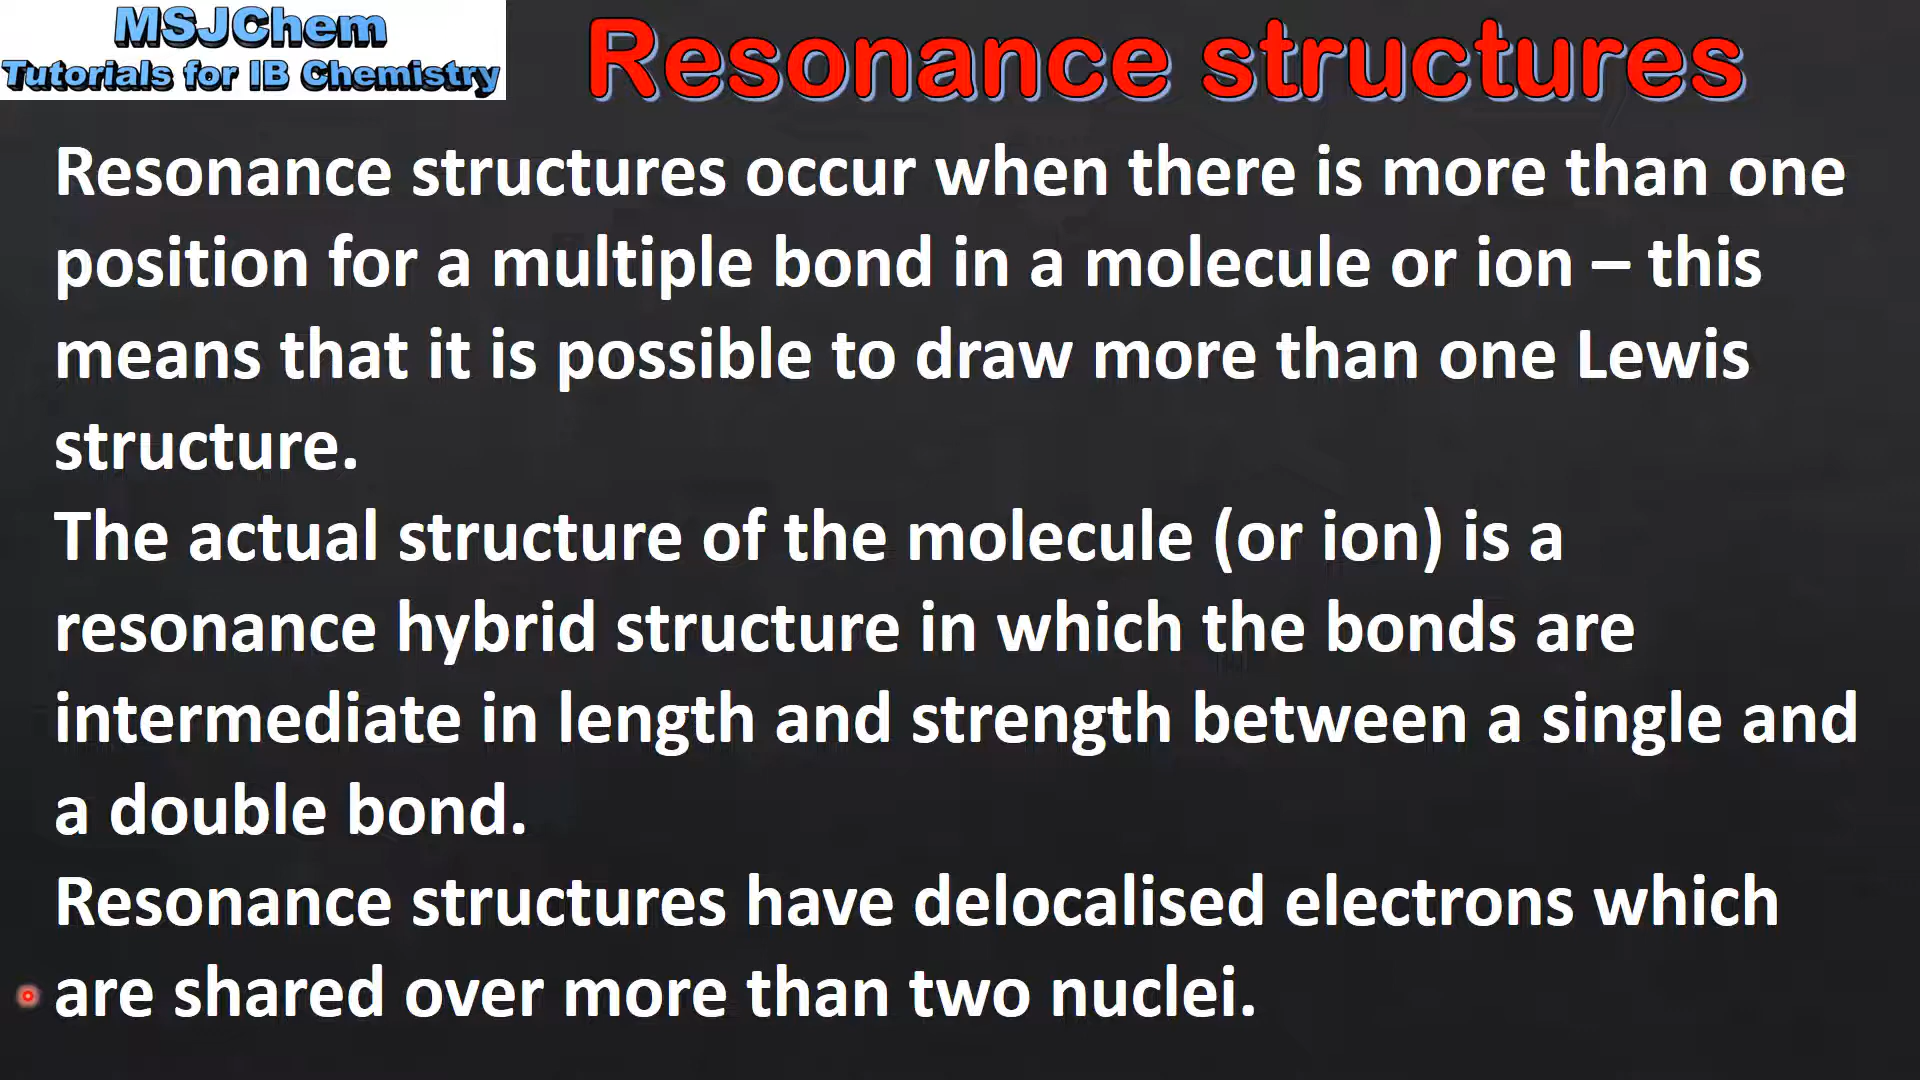 MSJChem
Tutorials for IB Chemistry
Resonance structures
Resonance structures occur when there is more than one
position for a multiple bond in a molecule or ion – this
means that it is possible to draw more than one Lewis
structure.
The actual structure of the molecule (or ion) is a
resonance hybrid structure in which the bonds are
intermediate in length and strength between a single and
a double bond.
Resonance structures have delocalised electrons which
are shared over more than two nuclei.